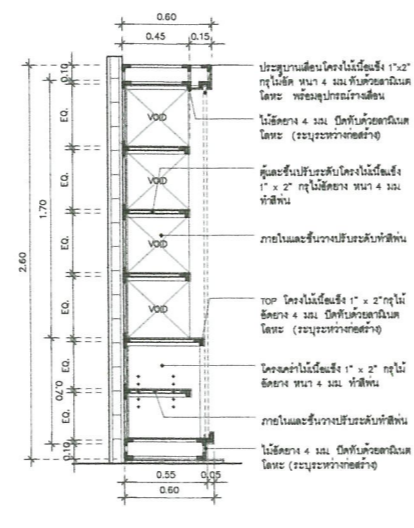 0.60
0.45
0.15
ประตูบานเลื่อนโครงไม้เนื้อแข็ง 1"x2"
กรุไม้อัด หนา 4 มม. ทับด้วยลามิเนต
โลหะ พร้อมอุปกรณ์รางเลื่อน
ไม้อัดยาง 4 มม. ปิดทับด้วยลามิเนต
โลหะ (ระบุระหว่างก่อสร้าง)
ตู้และชั้นปรับระดับโครงไม้เนื้อแข็ง
1" x 2" กรุไม้อัดยาง หนา 4 มม.
ทำสีพ่น
ภายในและชั้นวางปรับระดับทำสีพ่น
TOP โครงไม้เนื้อแข็ง 1" x 2"กรุไม้
อัดยาง 4 มม. ปิดทับด้วยลามิเนต
โลหะ (ระบุระหว่างก่อสร้าง)
โครงคร่าวไม้เนื้อแข็ง 1" x 2" กรุไม้
อัดยาง หนา 4 มม. ทำสีพ่น
ภายในและชั้นวางปรับระดับทำสีพ่น
ไม้อัดยาง 4 มม. ปิดทับด้วยลามิเนต
โลหะ (ระบุระหว่างก่อสร้าง)
VOID
VOID
VOID
VOID
0.10
EQ.
EQ.
EQ.
EQ.
EQ.
EQ.
0.10
1.70
0.70
2.60
0.55
0.05
0.60